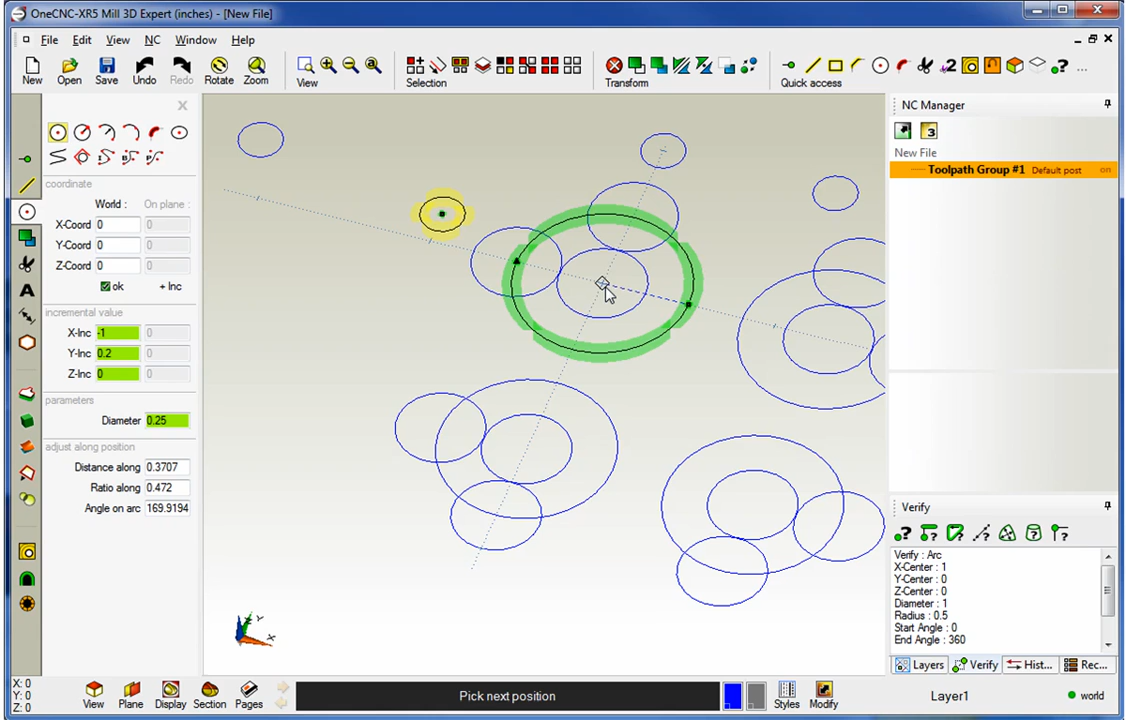 OneCNC-XR5 Mill 3D Expert (inches) - [New File]
File Edit View NC Window Help
New Open Save Undo Redo Rotate Zoom View Selection Transform Quick access ...
coordinate
World : On plane :
X-Coord 0 0
Y-Coord 0 0
Z-Coord 0 0
ok + Inc
incremental value
X-Inc -1 0
Y-Inc 0.2 0
Z-Inc 0 0
parameters
Diameter 0.25
adjust along position
Distance along 0.3707
Ratio along 0.472
Angle on arc 169.9194
Z Y
X
NC Manager
New File
Toolpath Group #1 Default post on
Verify
Verify : Arc
X-Center : 1
Y-Center : 0
Z-Center : 0
Diameter : 1
Radius : 0.5
Start Angle : 0
End Angle : 360
Layers Verify Hist... Rec...
X: 0
Y: 0
Z: 0
View Plane Display Section Pages
Pick next position
Styles Modify
Layer1
world